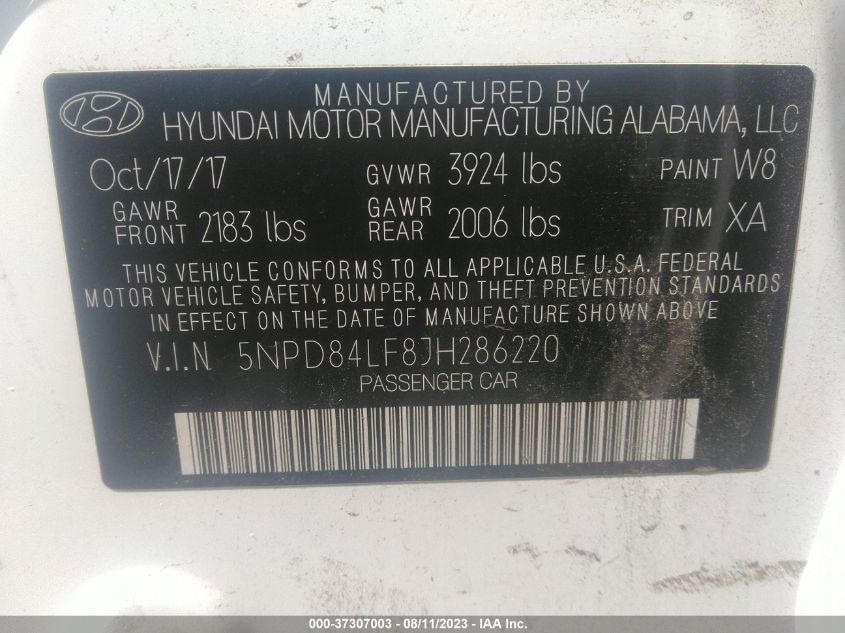 MANUFACTURED BY
HYUNDAI MOTOR MANUFACTURING ALABAMA, LLC
Oct/17/17 GVWR 3924 lbs PAINT W8
GAWR FRONT 2183 lbs GAWR REAR 2006 lbs TRIM XA
THIS VEHICLE CONFORMS TO ALL APPLICABLE U.S.A. FEDERAL
MOTOR VEHICLE SAFETY, BUMPER, AND THEFT PREVENTION STANDARDS
IN EFFECT ON THE DATE OF MANUFACTURE SHOWN ABOVE
V.I.N 5NPD84LF8JH286220
PASSENGER CAR
000-37307003 - 08/11/2023 - IAA Inc.